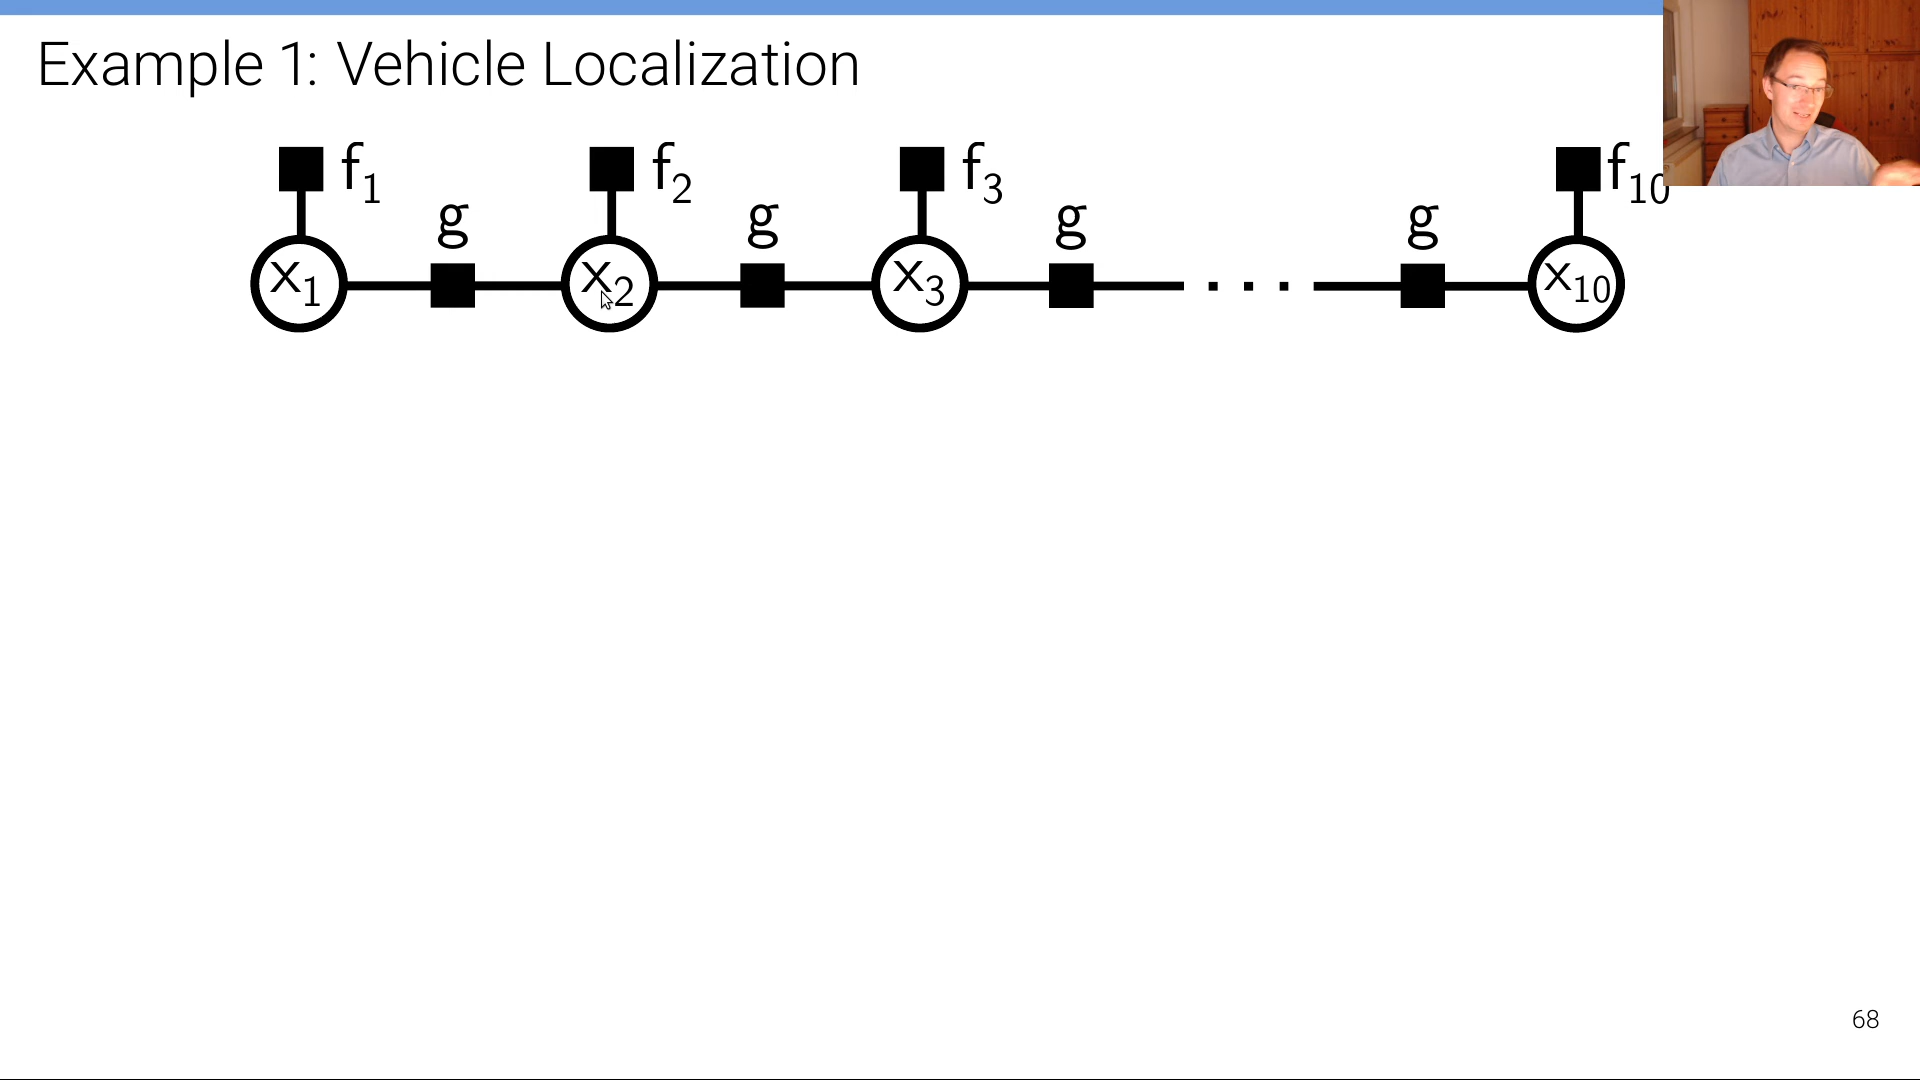 Example 1: Vehicle Localization
f₁ f₂ f₃ f₁₀
g g g g
x₁ x₂ x₃ · · · x₁₀
68